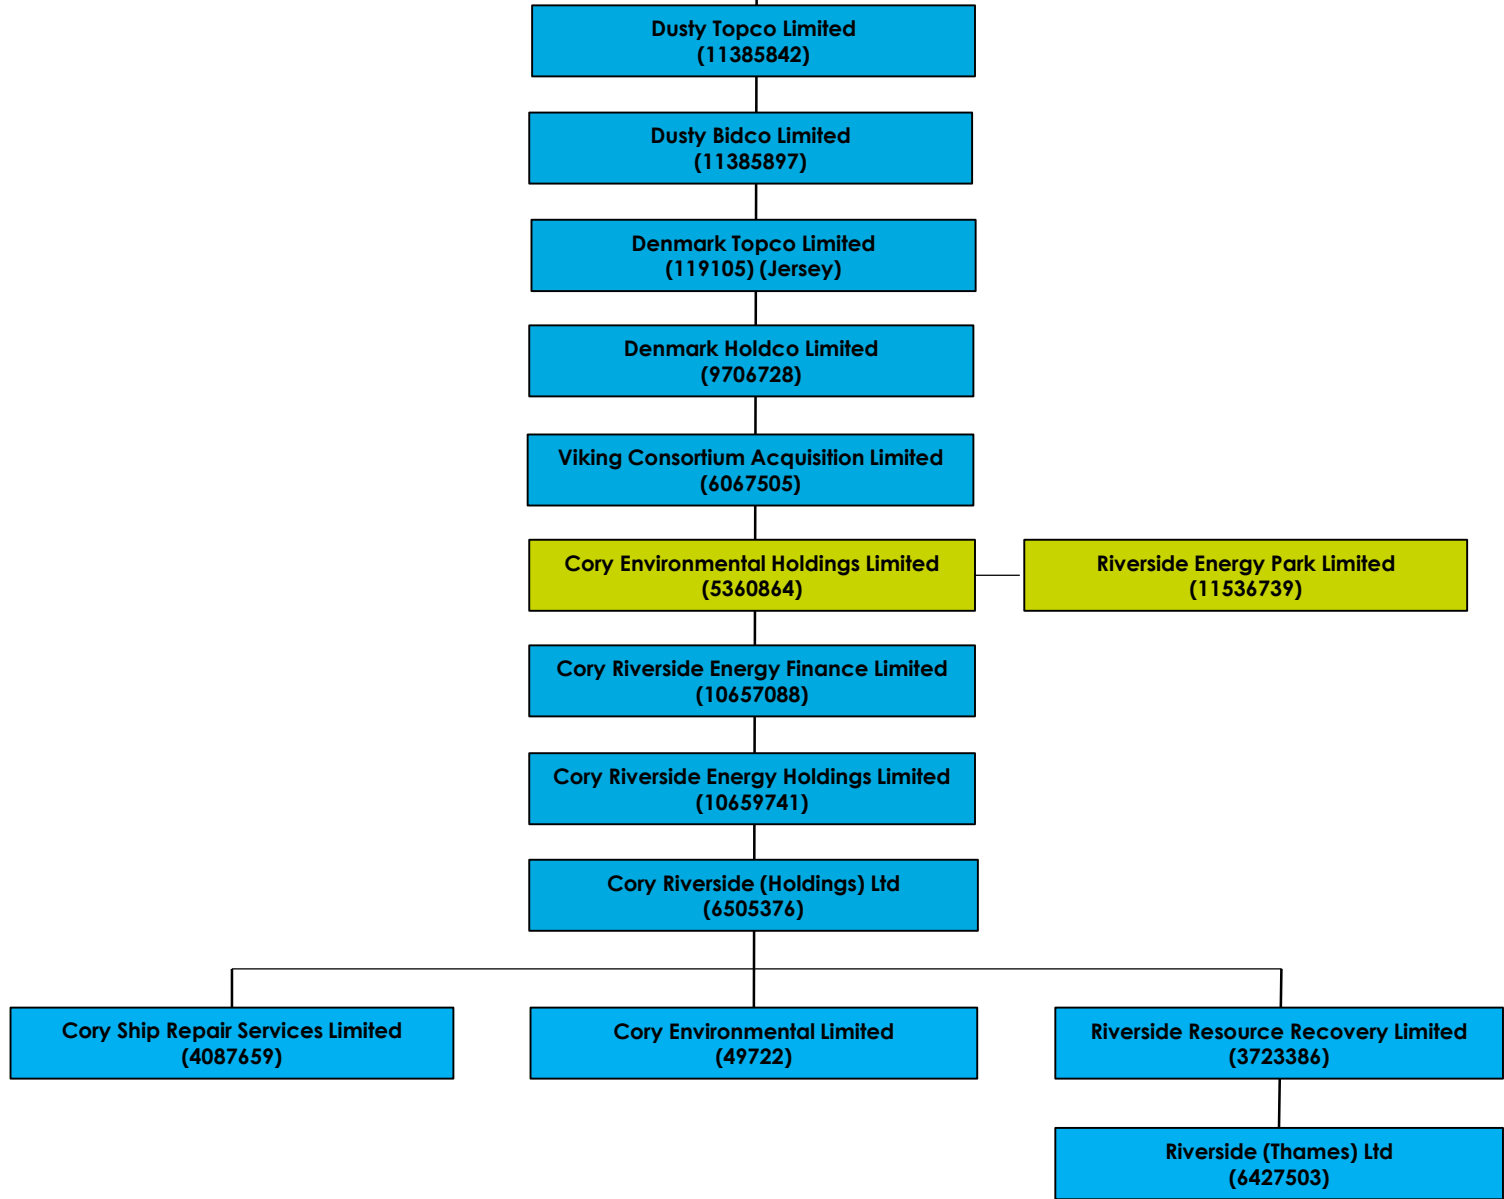 Dusty Topco Limited
(11385842)
Dusty Bidco Limited
(11385897)
Denmark Topco Limited
(119105) (Jersey)
Denmark Holdco Limited
(9706728)
Viking Consortium Acquisition Limited
(6067505)
Cory Environmental Holdings Limited
(5360864)
Riverside Energy Park Limited
(11536739)
Cory Riverside Energy Finance Limited
(10657088)
Cory Riverside Energy Holdings Limited
(10659741)
Cory Riverside (Holdings) Ltd
(6505376)
Cory Ship Repair Services Limited
(4087659)
Cory Environmental Limited
(49722)
Riverside Resource Recovery Limited
(3723386)
Riverside (Thames) Ltd
(6427503)